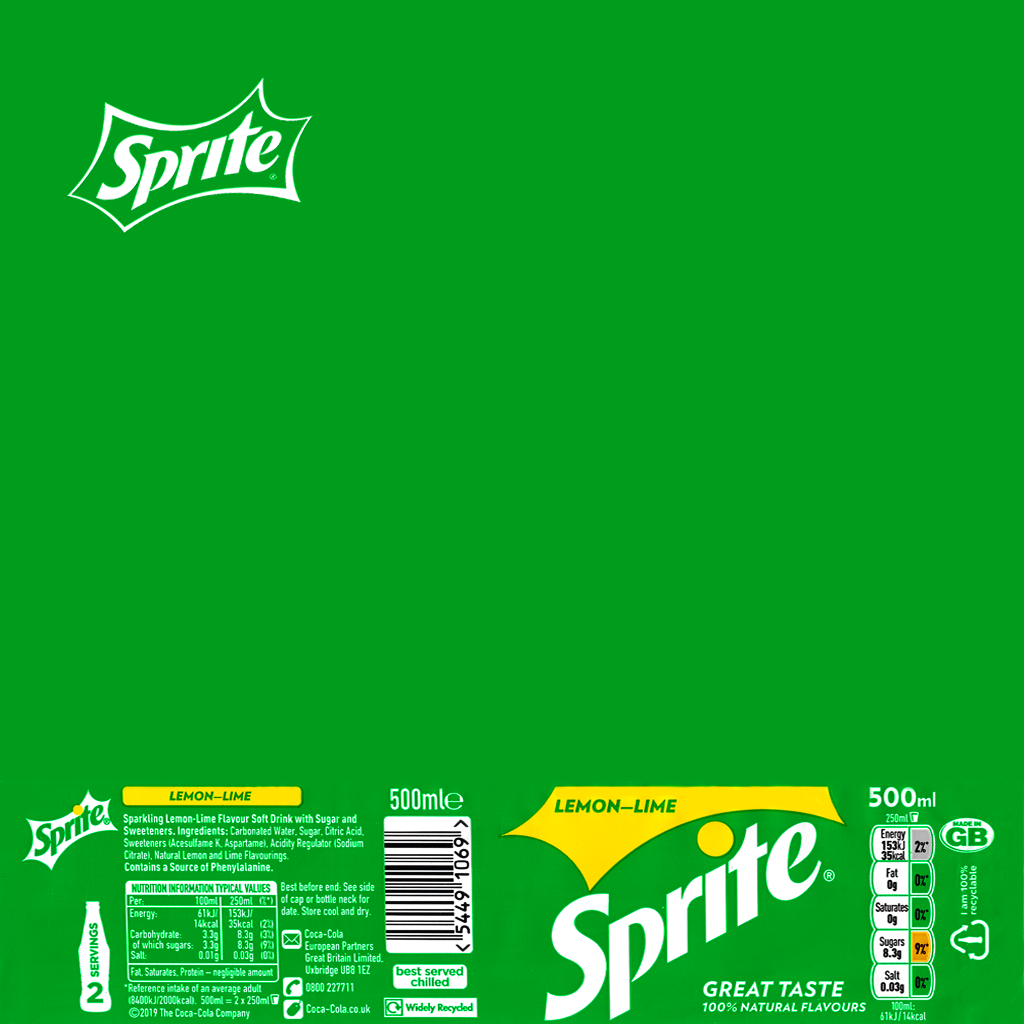 Sprite
Sprite
LEMON—LIME
Sparkling Lemon-Lime Flavour Soft Drink with Sugar and
Sweeteners. Ingredients: Carbonated Water, Sugar, Citric Acid,
Sweeteners (Acesulfame K, Aspartame), Acidity Regulator (Sodium
Citrate), Natural Lemon and Lime Flavourings.
Contains a Source of Phenylalanine.
2 SERVINGS
NUTRITION INFORMATION TYPICAL VALUES
Per: 100ml 250ml (%*)
Energy: 61kJ/ 153kJ/
14kcal 35kcal (2%)
Carbohydrate: 3.3g 8.3g (3%)
of which sugars: 3.3g 8.3g (9%)
Salt: 0.01g 0.03g (0%)
Fat, Saturates, Protein – negligible amount
*Reference intake of an average adult
(8400kJ/2000kcal). 500ml = 2 x 250ml
©2019 The Coca-Cola Company
Best before end: See side
of cap or bottle neck for
date. Store cool and dry.
Coca-Cola
European Partners
Great Britain Limited,
Uxbridge UB8 1EZ
0800 227711
Coca-Cola.co.uk
500ml℮
<54491069>
best served
chilled
Widely Recycled
LEMON—LIME
Sprite®
GREAT TASTE
100% NATURAL FLAVOURS
500ml
250ml
Energy
153kJ
35kcal 2%*
Fat
0g 0%*
Saturates
0g 0%*
Sugars
8.3g 9%*
Salt
0.03g 0%*
100ml:
61kJ/14kcal
MADE IN
GB
I am 100%
recyclable